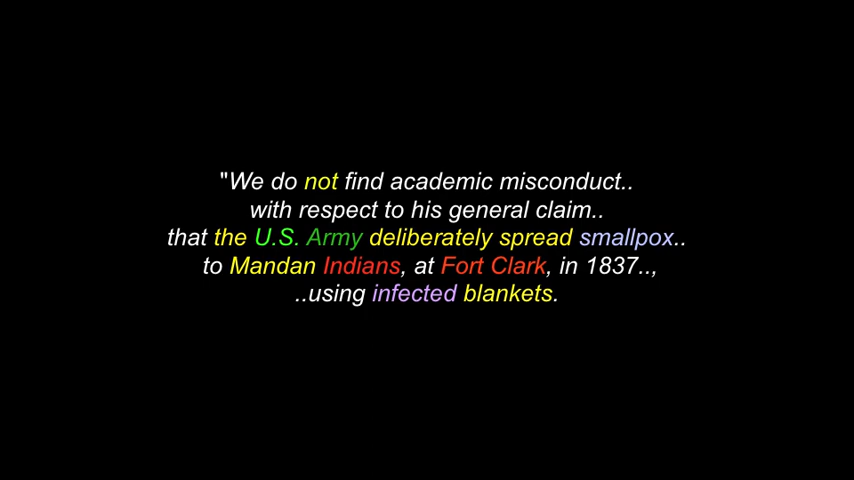 "We do not find academic misconduct..
with respect to his general claim..
that the U.S. Army deliberately spread smallpox..
to Mandan Indians, at Fort Clark, in 1837..,
..using infected blankets.